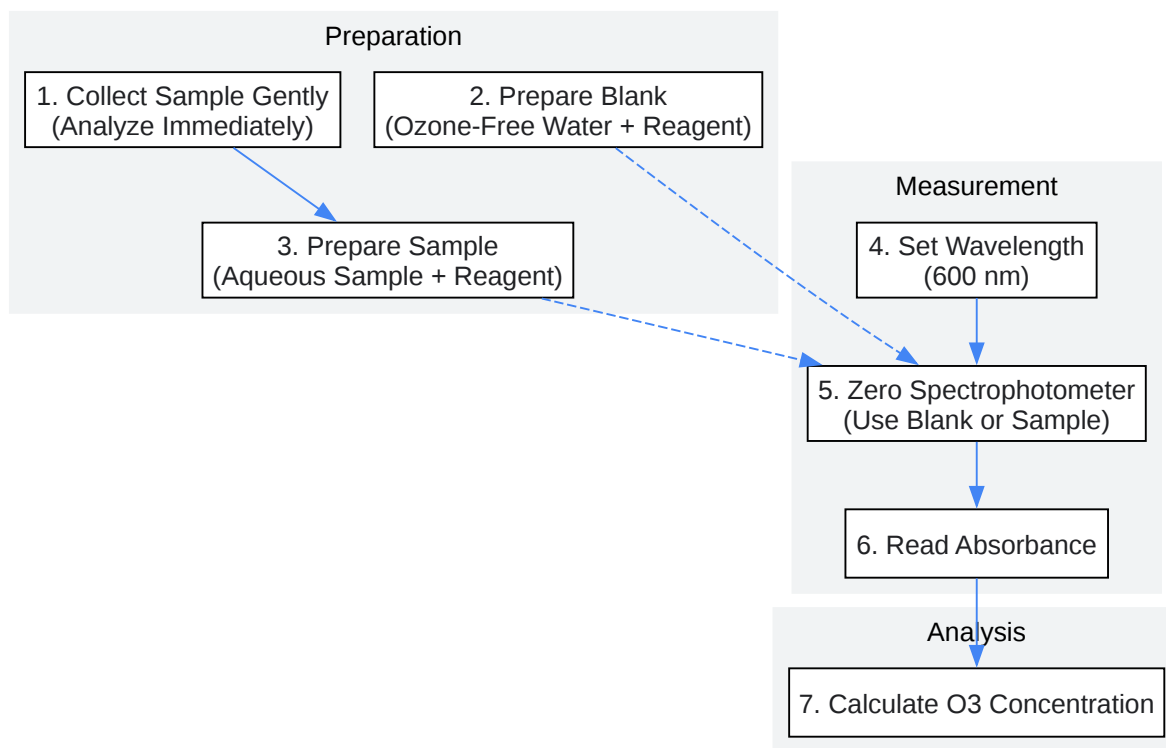 Preparation
1. Collect Sample Gently
(Analyze Immediately)
2. Prepare Blank
(Ozone-Free Water + Reagent)
3. Prepare Sample
(Aqueous Sample + Reagent)
Measurement
4. Set Wavelength
(600 nm)
5. Zero Spectrophotometer
(Use Blank or Sample)
6. Read Absorbance
Analysis
7. Calculate O3 Concentration